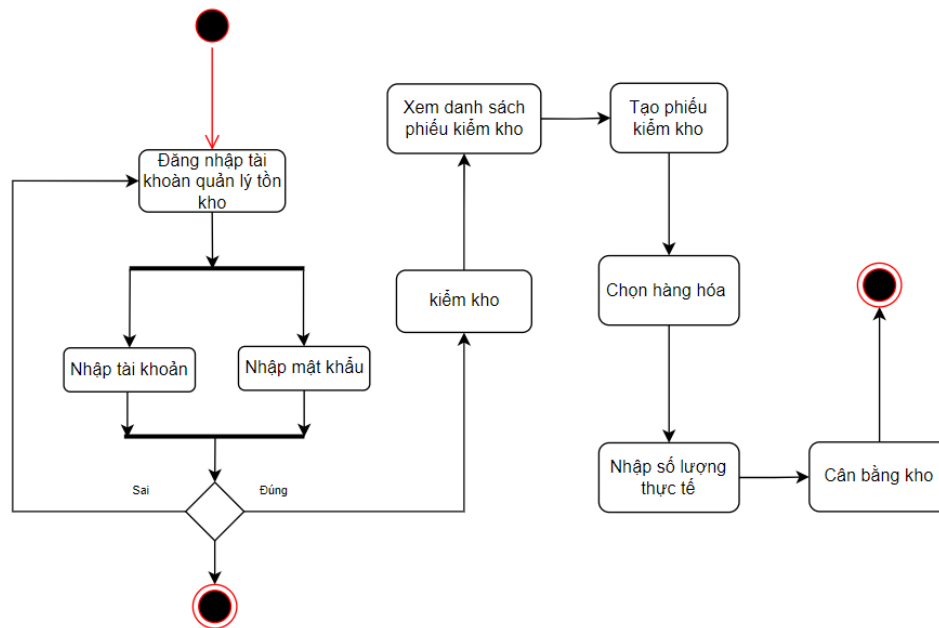 Đăng nhập tài
khoàn quản lý tồn
kho
Nhập tài khoản
Nhập mật khẩu
Sai
Đúng
kiểm kho
Xem danh sách
phiếu kiểm kho
Tạo phiếu
kiểm kho
Chọn hàng hóa
Nhập số lượng
thực tế
Cân bằng kho